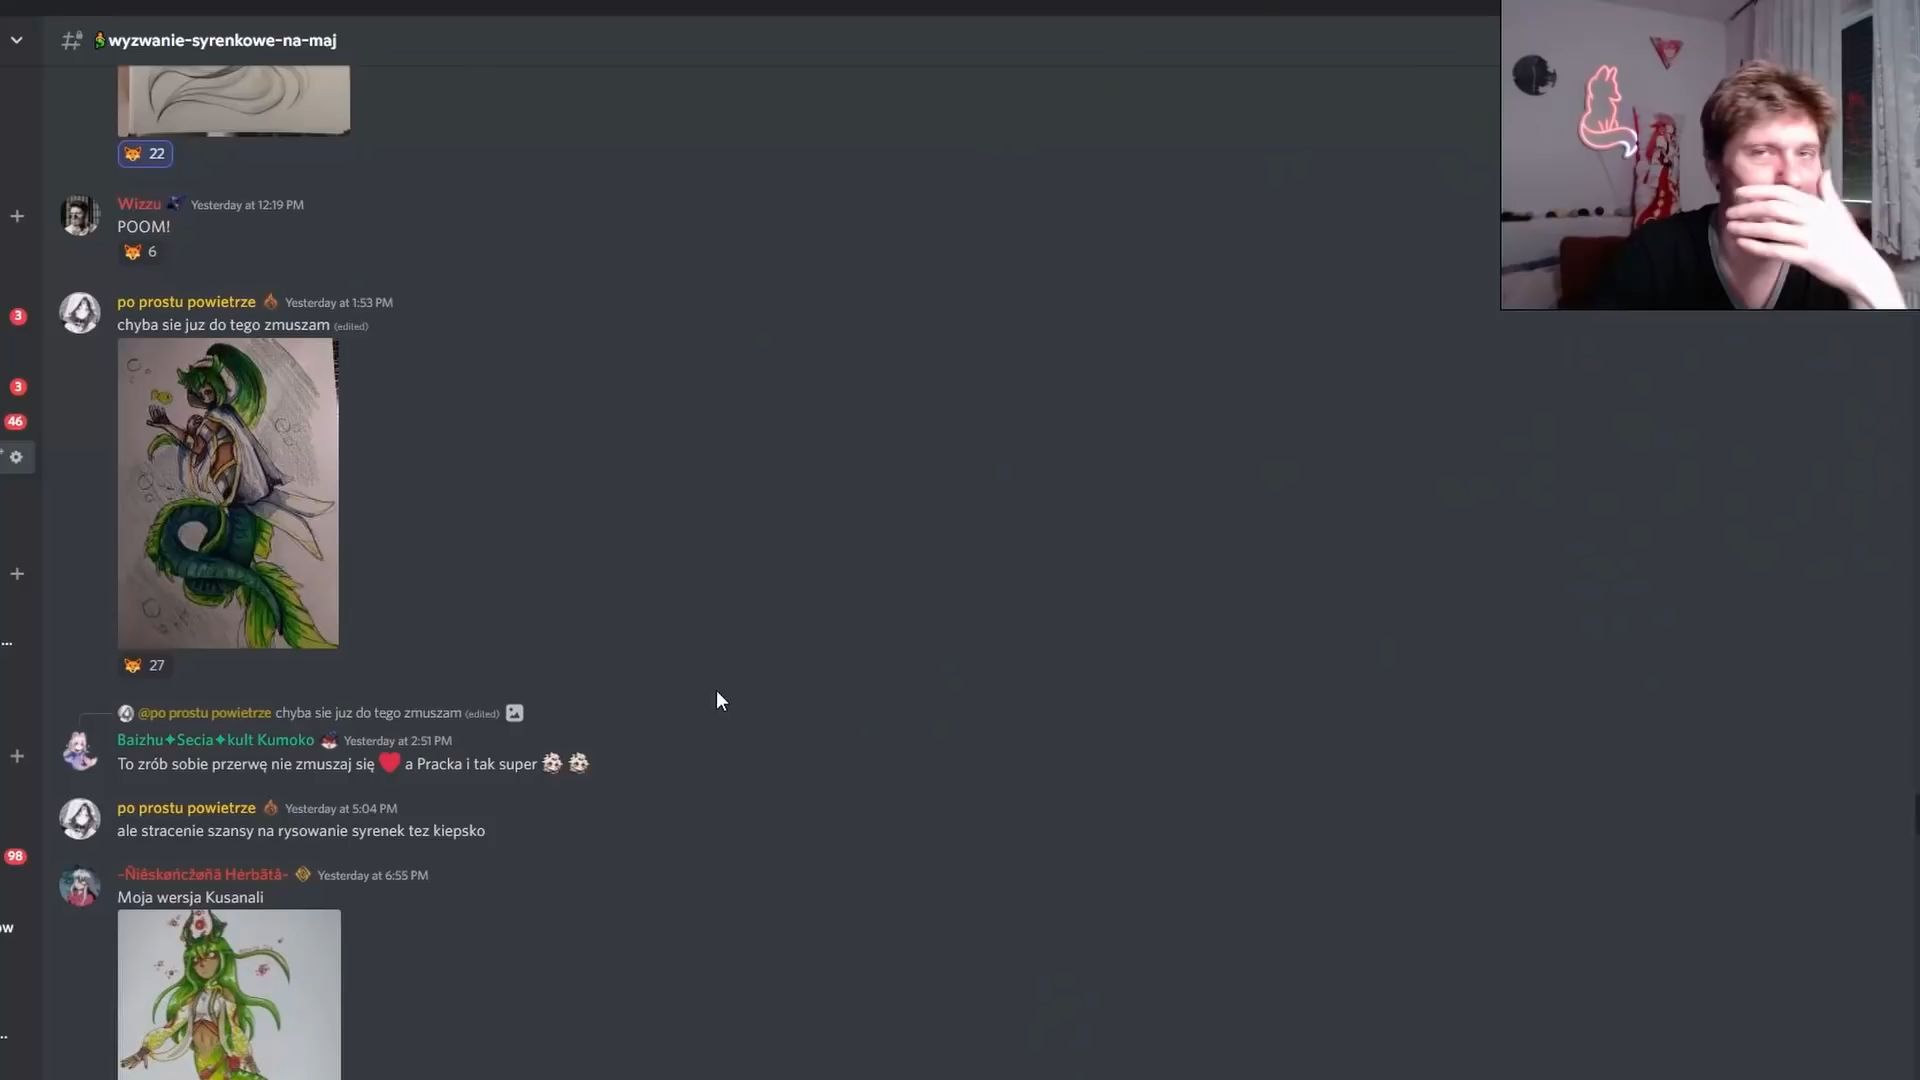 wyzwanie-syrenkowe-na-maj
22
Wizzu Yesterday at 12:19 PM
POOM!
6
3
po prostu powietrze Yesterday at 1:53 PM
chyba sie juz do tego zmuszam (edited)
3
46
27
@po prostu powietrze chyba sie juz do tego zmuszam (edited)
Baizhu✦Secia✦kult Kumoko Yesterday at 2:51 PM
To zrób sobie przerwę nie zmuszaj się ❤️ a Pracka i tak super
po prostu powietrze Yesterday at 5:04 PM
ale stracenie szansy na rysowanie syrenek tez kiepsko
98
Yesterday at 6:55 PM
Moja wersja Kusanali
ow